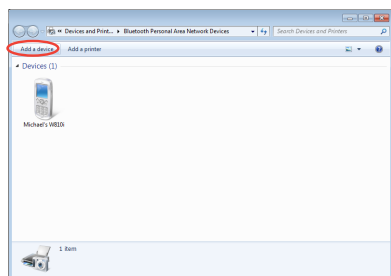 Devices and Print... Bluetooth Personal Area Network Devices Search Devices and Printers
Add a device Add a printer
Devices (1)
Michael's W810i
1 item